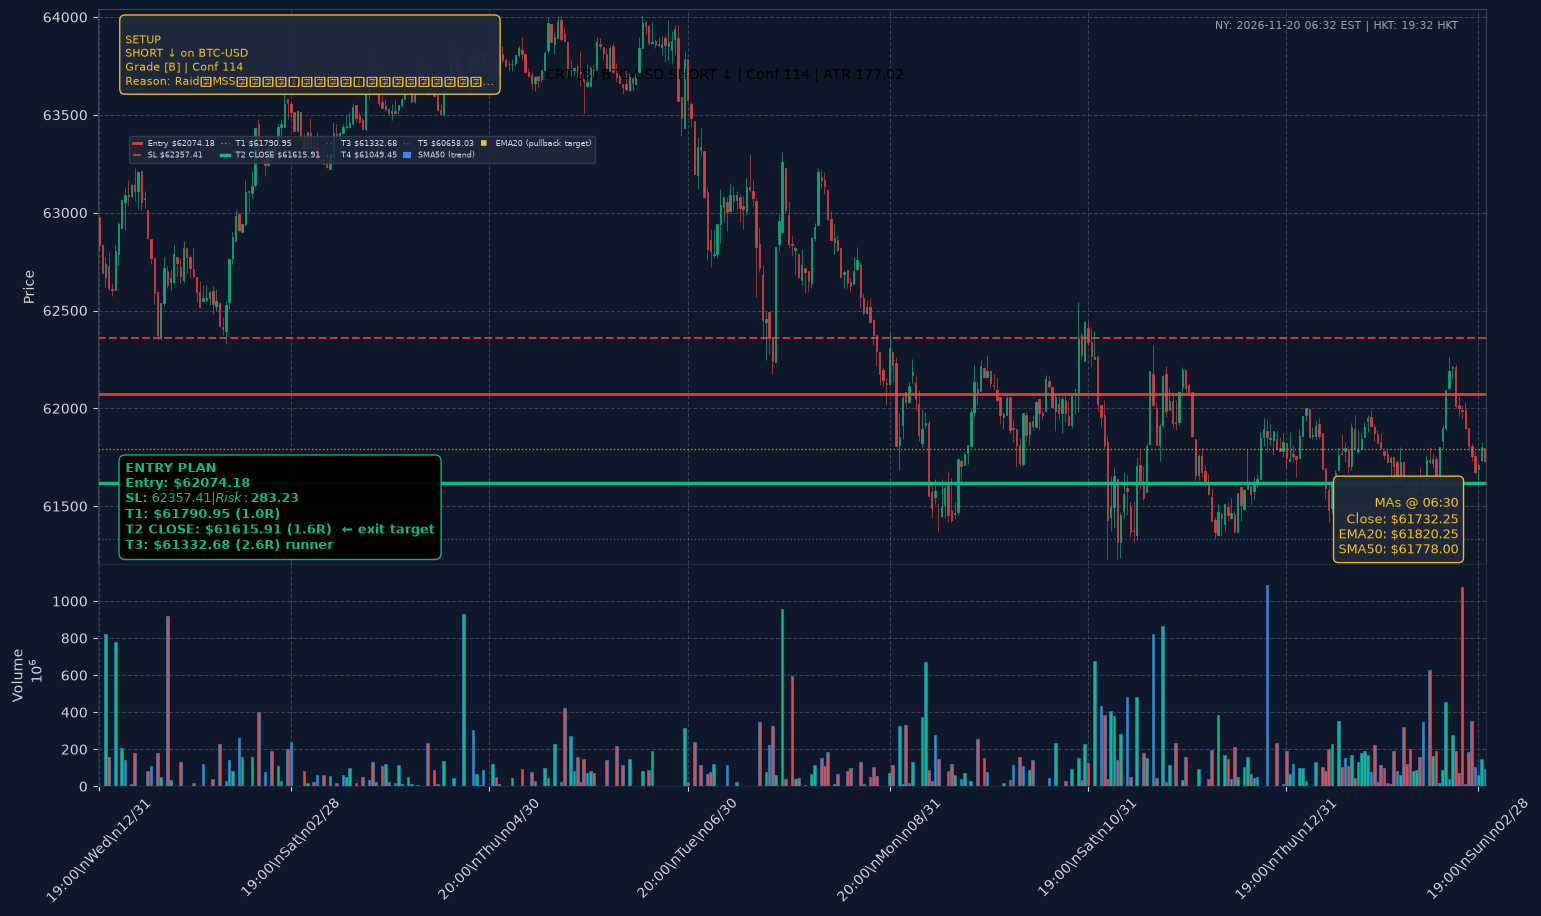 64000
63500
63000
62500
62000
61500
Price
SETUP
SHORT ↓ on BTC-USD
Grade [B] | Conf 114
Reason: Raid MSS
NY: 2026-11-20 06:32 EST | HKT: 19:32 HKT
BTC-USD SHORT ↓ | Conf 114 | ATR 177.02
Entry $62074.18
SL $62357.41
T1 $61790.95
T2 CLOSE $61615.91
T3 $61332.68
T4 $61049.45
T5 $60658.03
SMA50 (trend)
EMA20 (pullback target)
ENTRY PLAN
Entry: $62074.18
SL: 62357.41|Risk:283.23
T1: $61790.95 (1.0R)
T2 CLOSE: $61615.91 (1.6R) ← exit target
T3: $61332.68 (2.6R) runner
MAs @ 06:30
Close: $61732.25
EMA20: $61820.25
SMA50: $61778.00
1000
800
600
400
200
0
Volume
10⁶
19:00\nWed\n12/31
19:00\nSat\n02/28
20:00\nThu\n04/30
20:00\nTue\n06/30
20:00\nMon\n08/31
19:00\nSat\n10/31
19:00\nThu\n12/31
19:00\nSun\n02/28